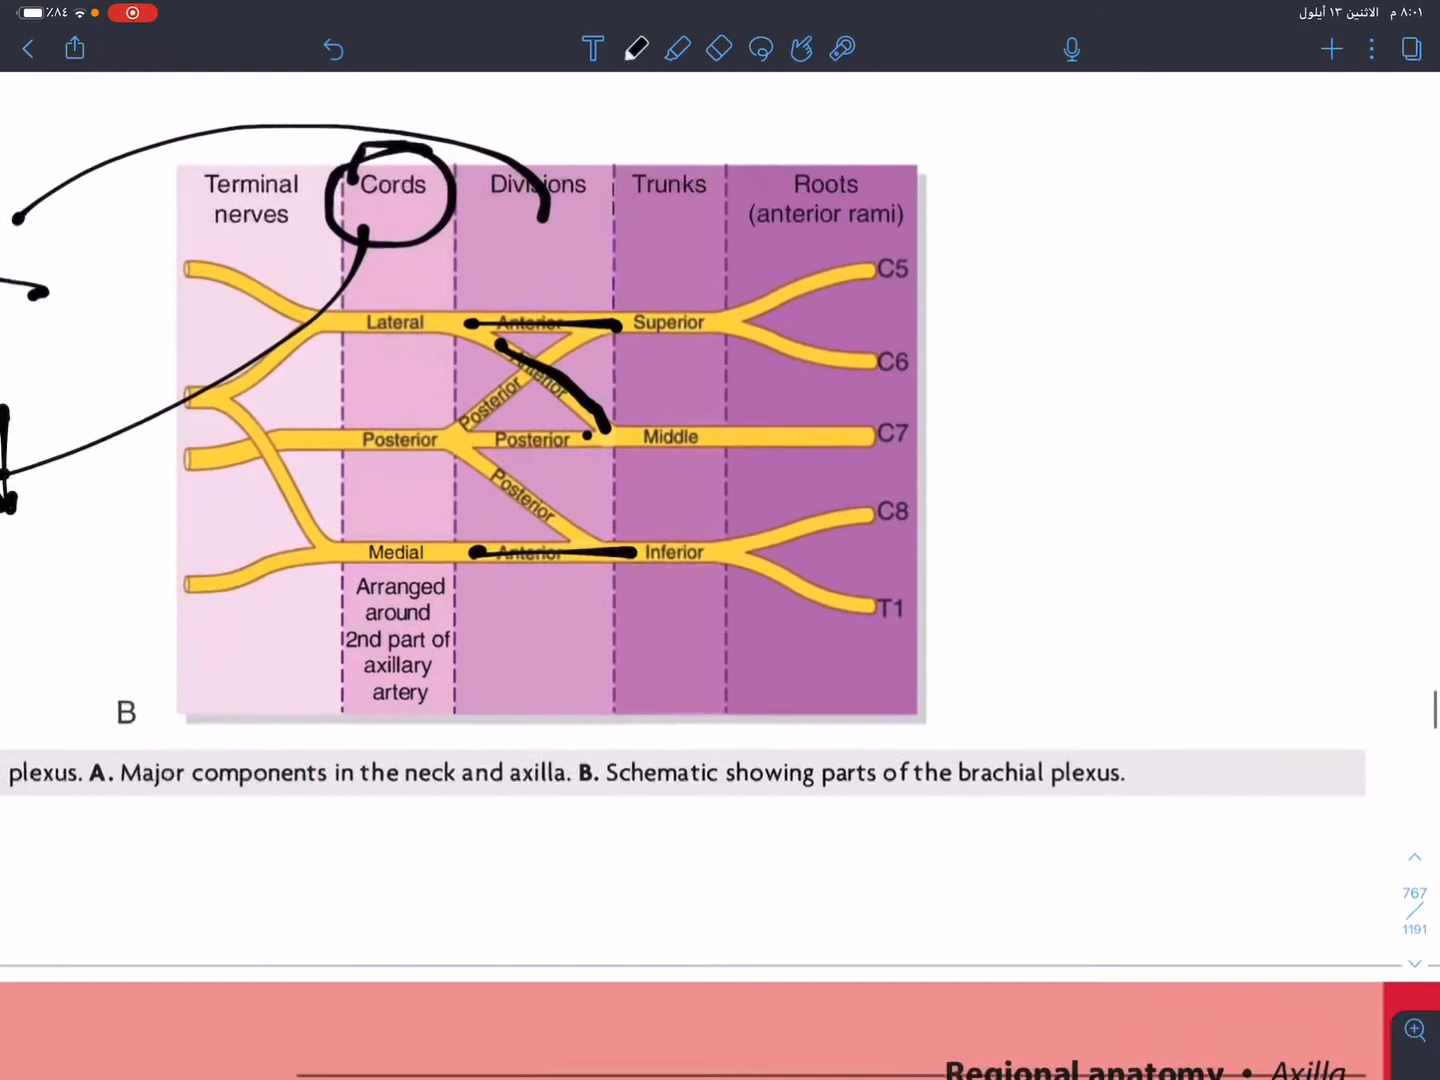 ٪٨٤
٨:٠١ م الاثنين ١٣ أيلول
Terminal nerves
Cords
Divisions
Trunks
Roots
(anterior rami)
C5
Lateral
Anterior
Superior
Anterior
C6
Posterior
Posterior
Posterior
Middle
C7
Posterior
C8
Medial
Anterior
Inferior
Arranged
around
2nd part of
axillary
artery
T1
B
plexus. A. Major components in the neck and axilla. B. Schematic showing parts of the brachial plexus.
767
1191
Regional anatomy • Axilla